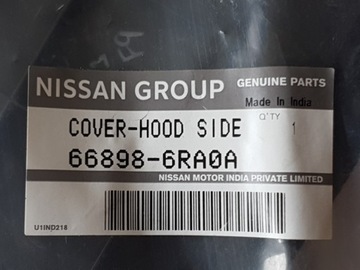 NISSAN GROUP GENUINE PARTS
Made In India
COVER-HOOD SIDE Q'TY 1
66898-6RA0A
NISSAN MOTOR INDIA PRIVATE LIMITED
U1IND218